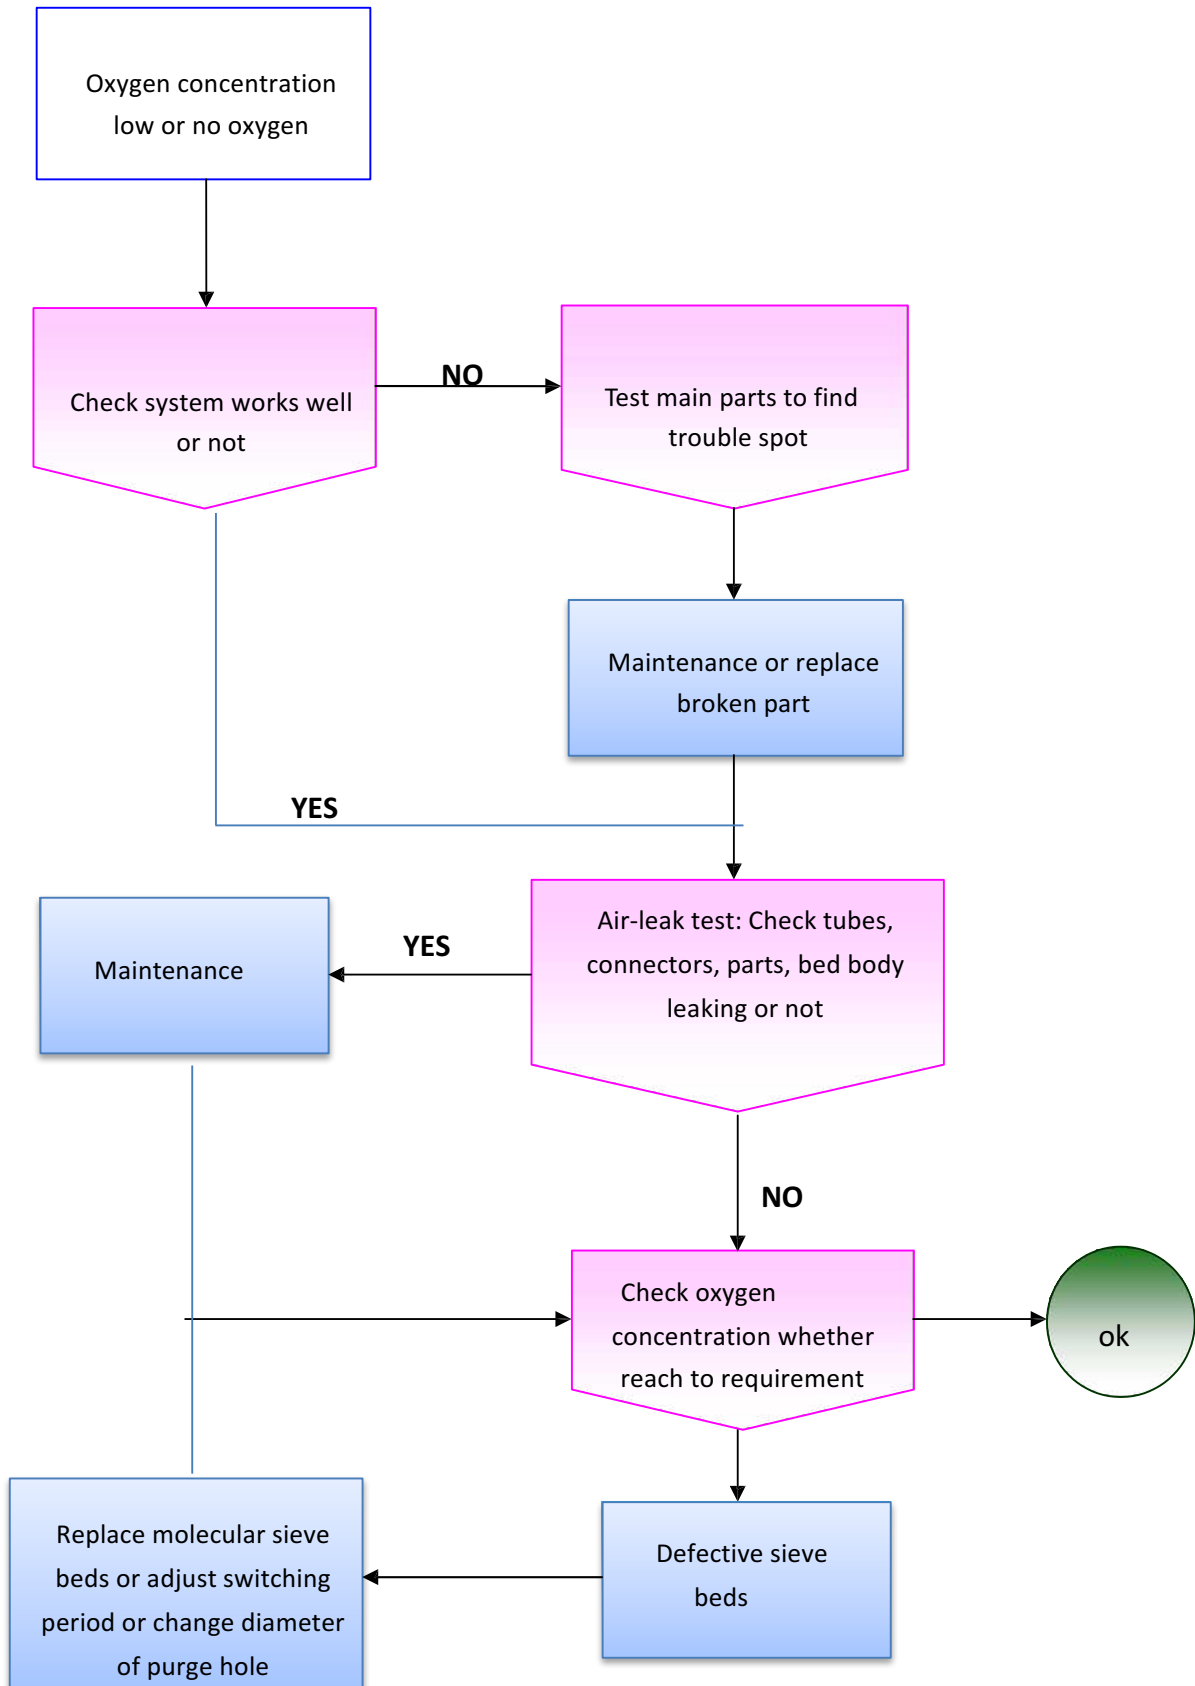 Oxygen concentration
low or no oxygen
Check system works well
or not
NO
Test main parts to find
trouble spot
Maintenance or replace
broken part
YES
Air-leak test: Check tubes,
connectors, parts, bed body
leaking or not
YES
Maintenance
NO
Check oxygen
concentration whether
reach to requirement
ok
Defective sieve
beds
Replace molecular sieve
beds or adjust switching
period or change diameter
of purge hole